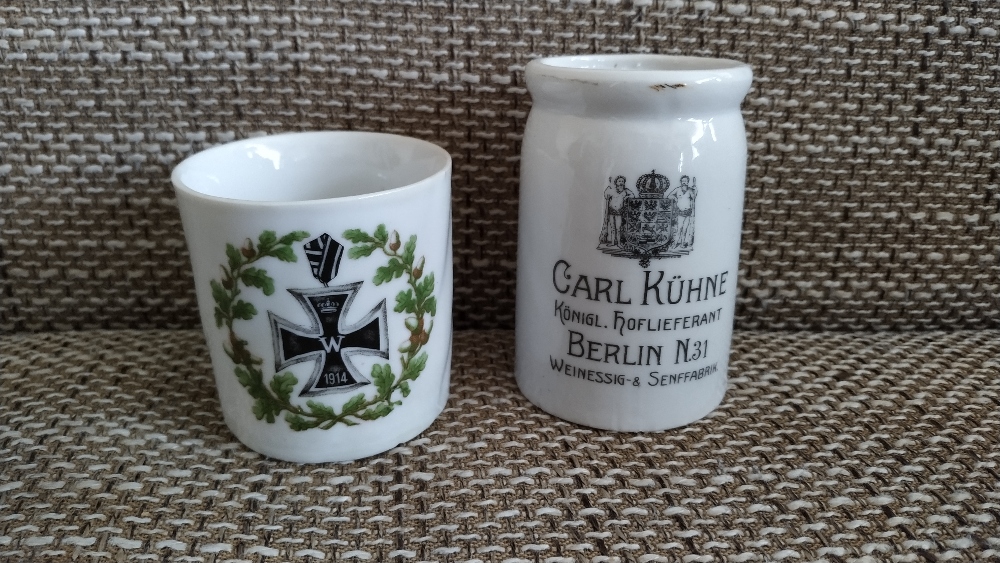 W
1914
CARL KÜHNE
KÖNIGL. HOFLIEFERANT
BERLIN N.31
WEINESSIG-& SENFFABRIK.